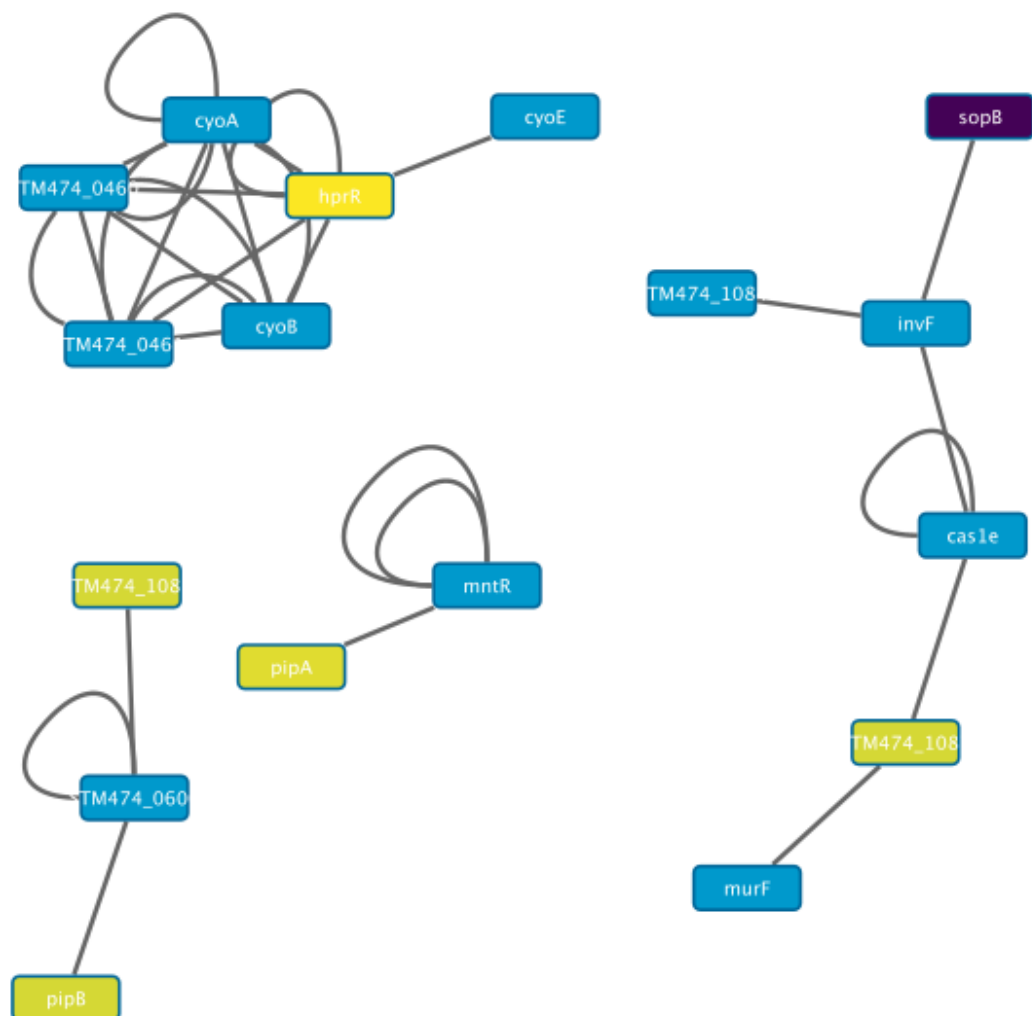 cyoA
cyoE
sopB
TM474_046
hprR
TM474_108
invF
cyoB
TM474_046
cas1e
TM474_108
mntR
pipA
TM474_108
TM474_060
murF
pipB